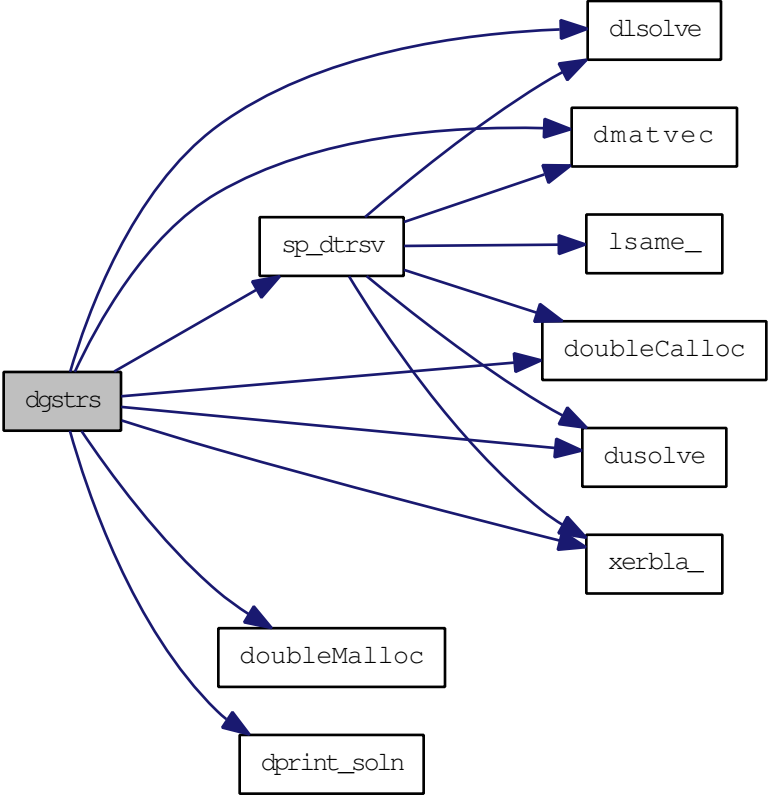 dlsolve
dmatvec
sp_dtrsv
lsame_
doubleCalloc
dgstrs
dusolve
xerbla_
doubleMalloc
dprint_soln